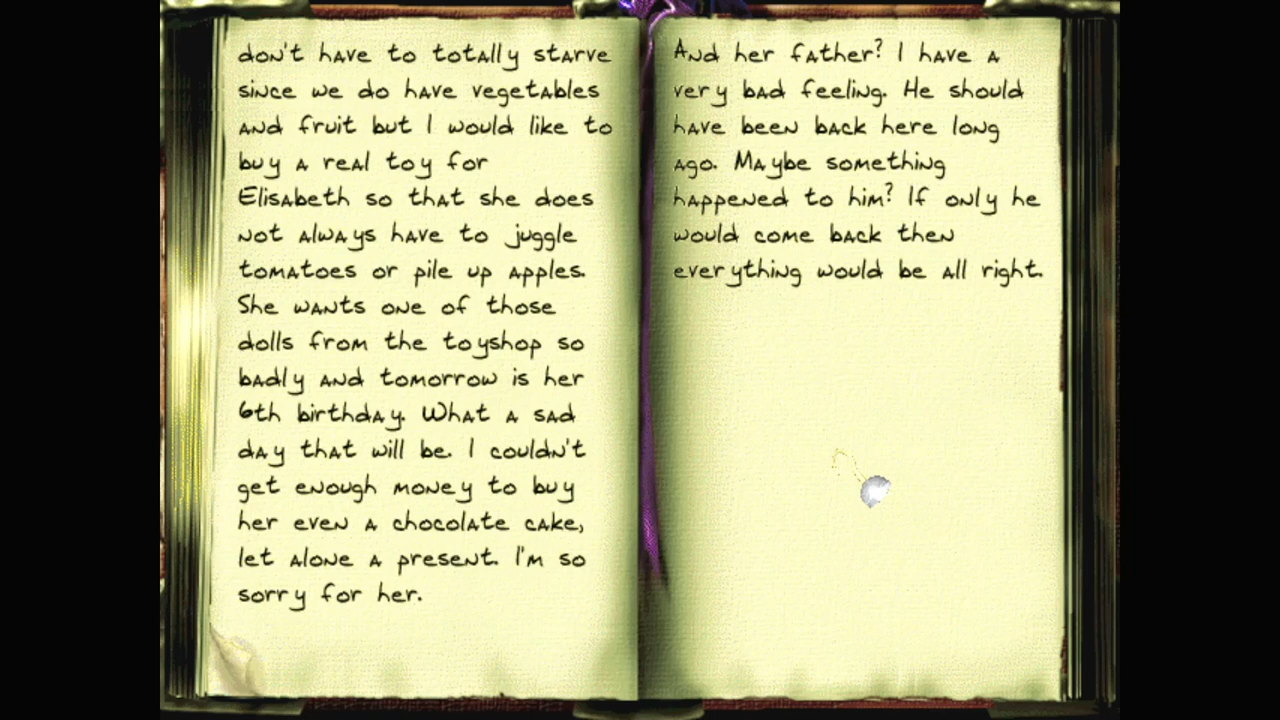 don't have to totally starve
since we do have vegetables
and fruit but I would like to
buy a real toy for
Elisabeth so that she does
not always have to juggle
tomatoes or pile up apples.
She wants one of those
dolls from the toyshop so
badly and tomorrow is her
6th birthday. What a sad
day that will be. I couldn't
get enough money to buy
her even a chocolate cake,
let alone a present. I'm so
sorry for her.
And her father? I have a
very bad feeling. He should
have been back here long
ago. Maybe something
happened to him? If only he
would come back then
everything would be all right.